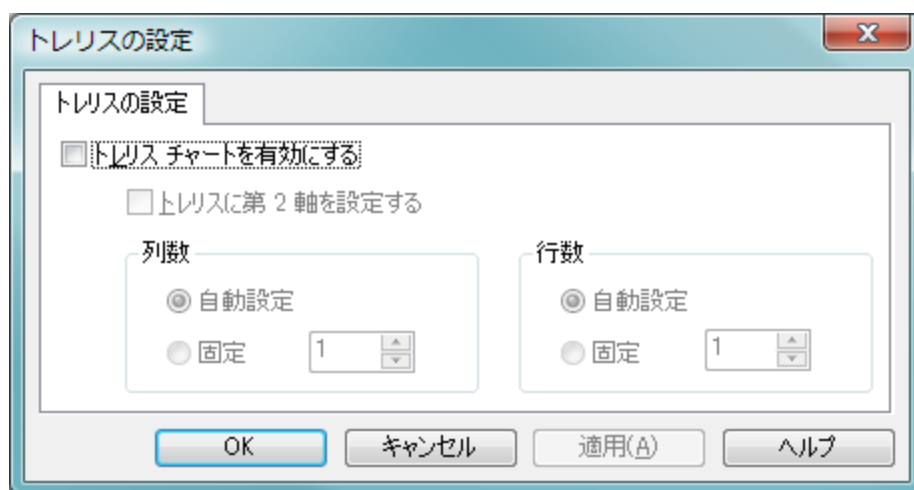 トレリスの設定
トレリスの設定
トレリス チャートを有効にする
トレリスに第 2 軸を設定する
列数
自動設定
固定 1
行数
自動設定
固定 1
OK キャンセル 適用(A) ヘルプ